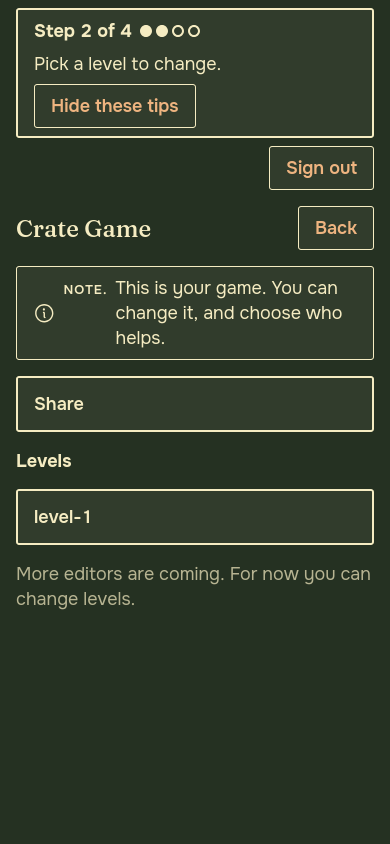 Step 2 of 4
Pick a level to change.
Hide these tips
Sign out
Crate Game
Back
NOTE. This is your game. You can
change it, and choose who
helps.
Share
Levels
level-1
More editors are coming. For now you can
change levels.